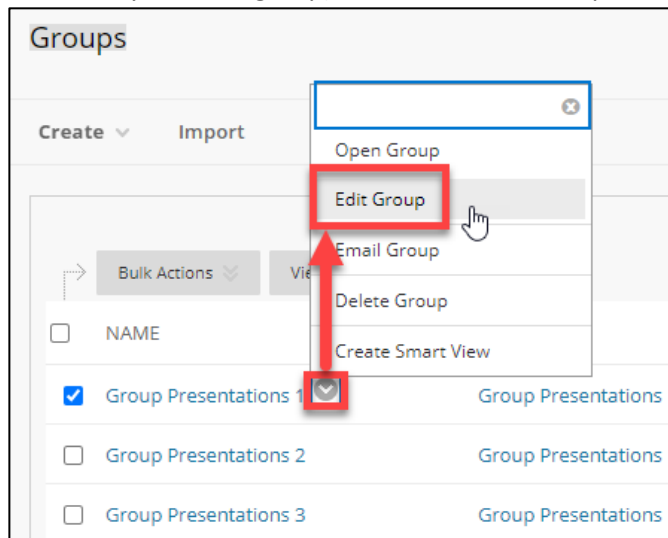 Groups
Create Import
Open Group
Edit Group
Email Group
Bulk Actions
Delete Group
NAME
Create Smart View
Group Presentations 1 Group Presentations
Group Presentations 2 Group Presentations
Group Presentations 3 Group Presentations